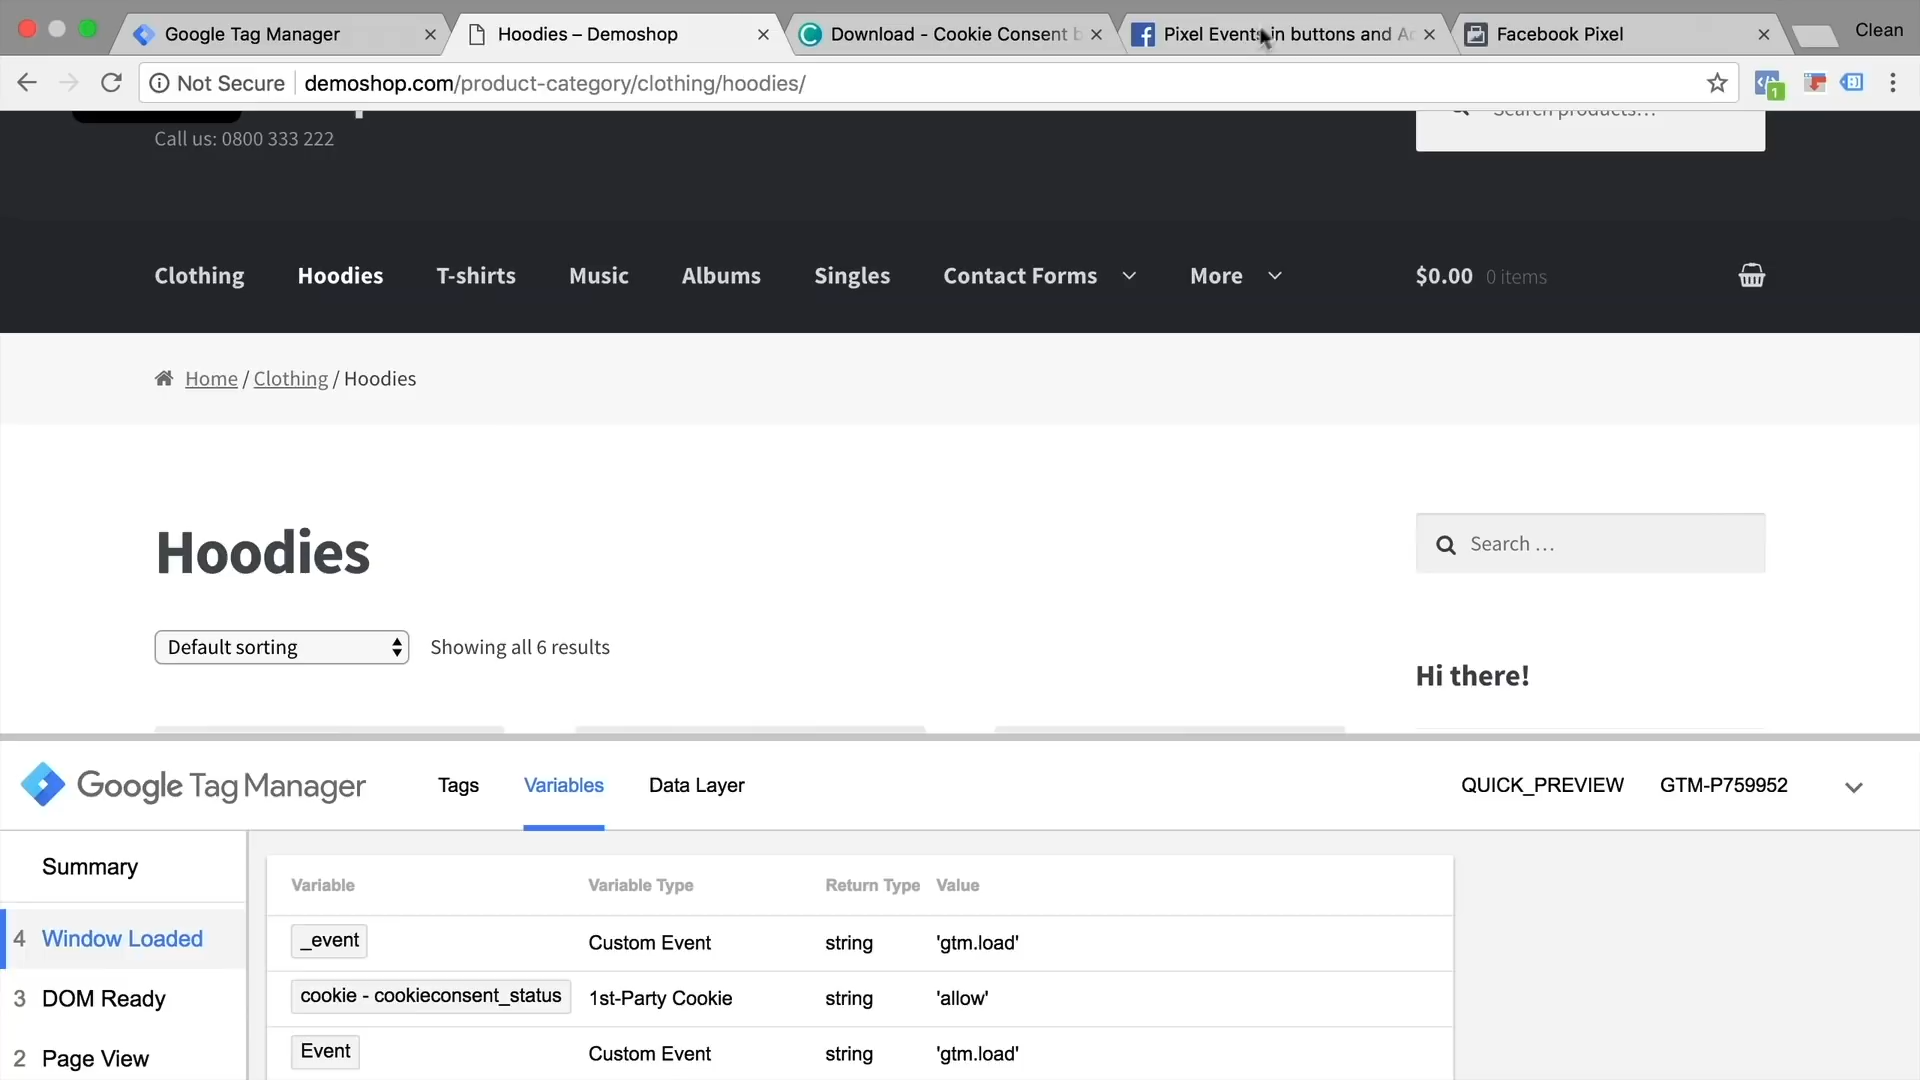 Google Tag Manager
Hoodies – Demoshop
Download - Cookie Consent b
Pixel Events in buttons and Ac
Facebook Pixel
Clean
Not Secure
demoshop.com/product-category/clothing/hoodies/
1
Call us: 0800 333 222
Search products…
Clothing
Hoodies
T-shirts
Music
Albums
Singles
Contact Forms
More
$0.00 0 items
Home / Clothing / Hoodies
Hoodies
Search …
Default sorting
Showing all 6 results
Hi there!
Google Tag Manager
Tags
Variables
Data Layer
QUICK_PREVIEW
GTM-P759952
Summary
4 Window Loaded
3 DOM Ready
2 Page View
Variable Variable Type Return Type Value
_event Custom Event string 'gtm.load'
cookie - cookieconsent_status 1st-Party Cookie string 'allow'
Event Custom Event string 'gtm.load'